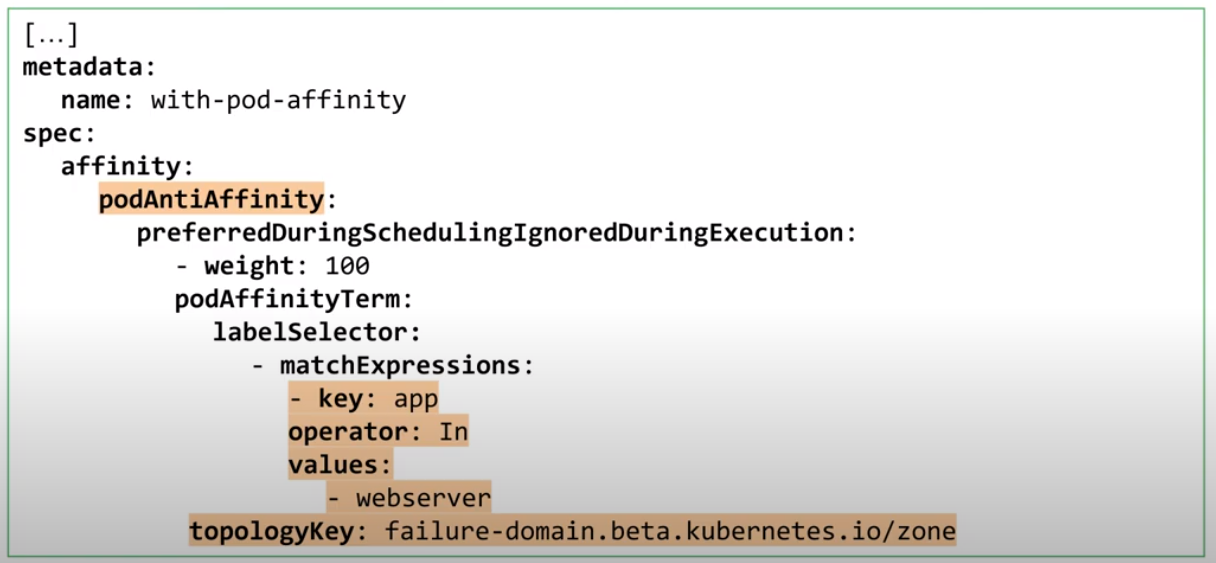 [...]
metadata:
name: with-pod-affinity
spec:
affinity:
podAntiAffinity:
preferredDuringSchedulingIgnoredDuringExecution:
- weight: 100
podAffinityTerm:
labelSelector:
- matchExpressions:
- key: app
operator: In
values:
- webserver
topologyKey: failure-domain.beta.kubernetes.io/zone